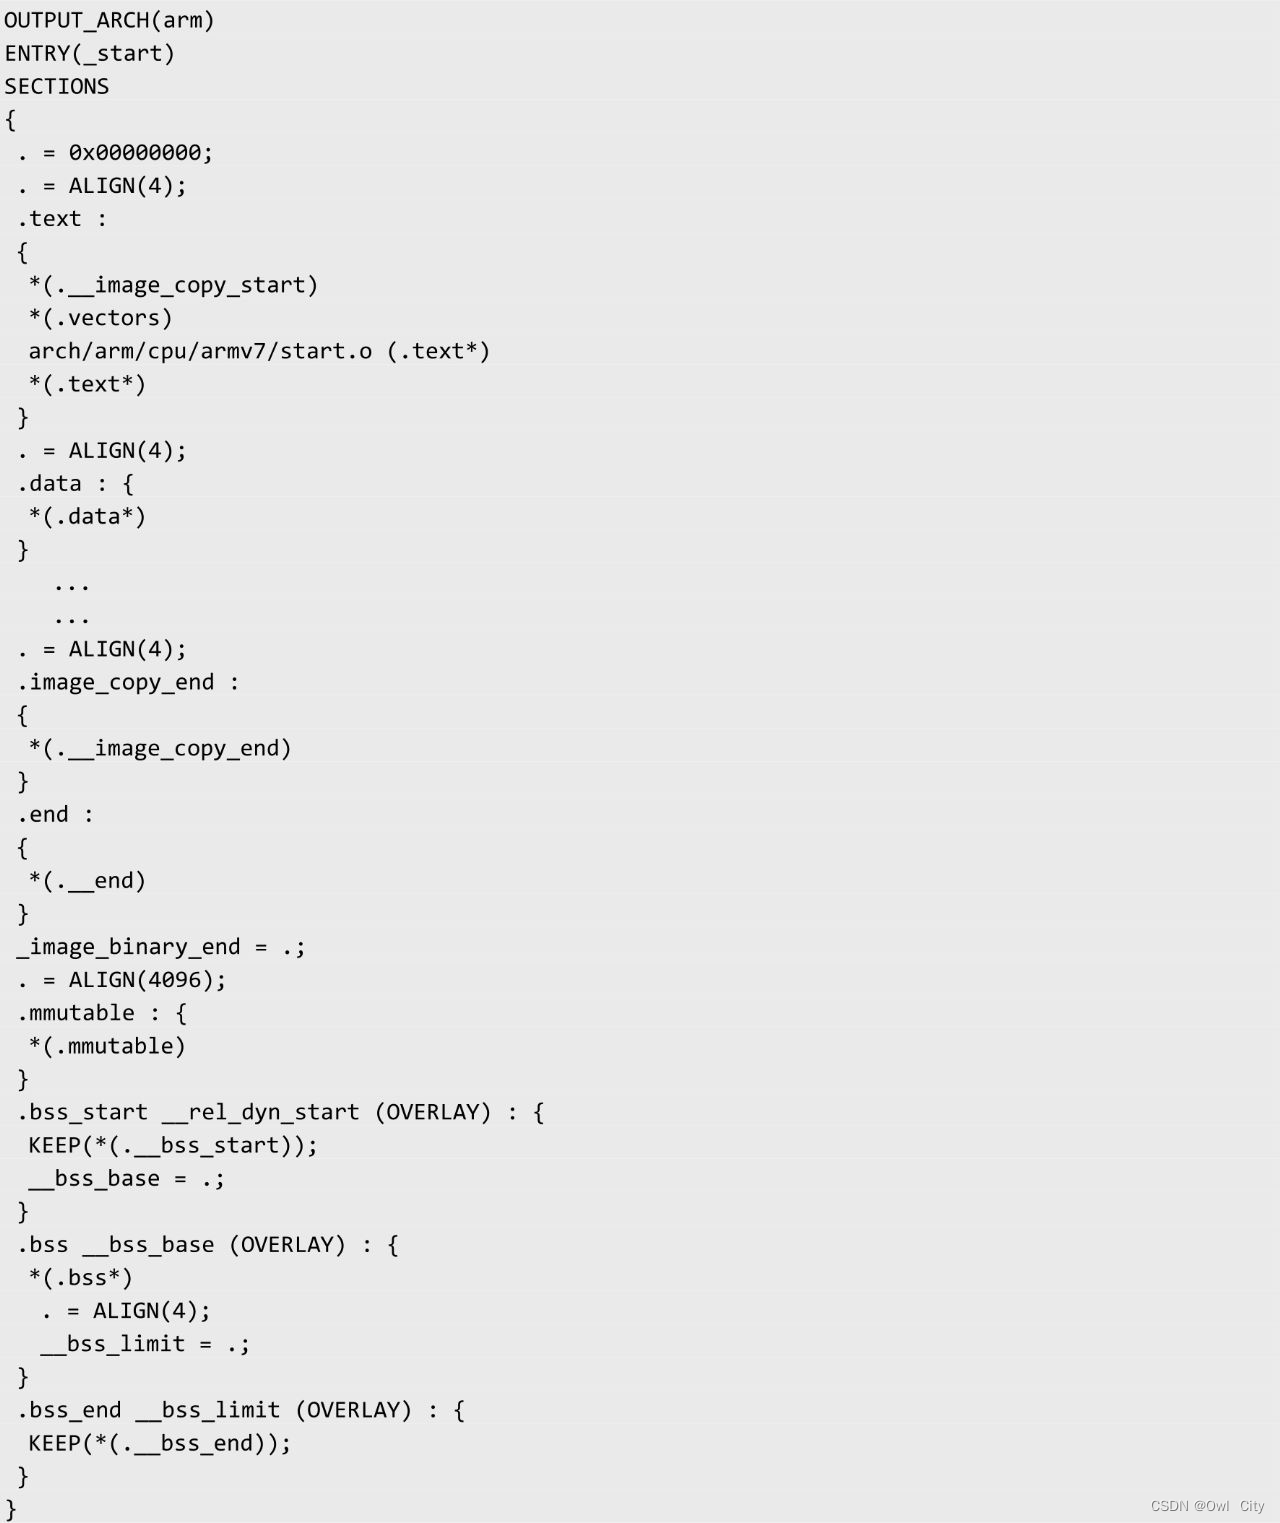 OUTPUT_ARCH(arm)
ENTRY(_start)
SECTIONS
{
 . = 0x00000000;
 . = ALIGN(4);
 .text :
 {
  *(.__image_copy_start)
  *(.vectors)
  arch/arm/cpu/armv7/start.o (.text*)
  *(.text*)
 }
 . = ALIGN(4);
 .data : {
  *(.data*)
 }
    ...
    ...
 . = ALIGN(4);
 .image_copy_end :
 {
  *(.__image_copy_end)
 }
 .end :
 {
  *(.__end)
 }
 _image_binary_end = .;
 . = ALIGN(4096);
 .mmutable : {
  *(.mmutable)
 }
 .bss_start __rel_dyn_start (OVERLAY) : {
  KEEP(*(.__bss_start));
  __bss_base = .;
 }
 .bss __bss_base (OVERLAY) : {
  *(.bss*)
   . = ALIGN(4);
   __bss_limit = .;
 }
 .bss_end __bss_limit (OVERLAY) : {
  KEEP(*(.__bss_end));
 }
}
CSDN @Owl  City